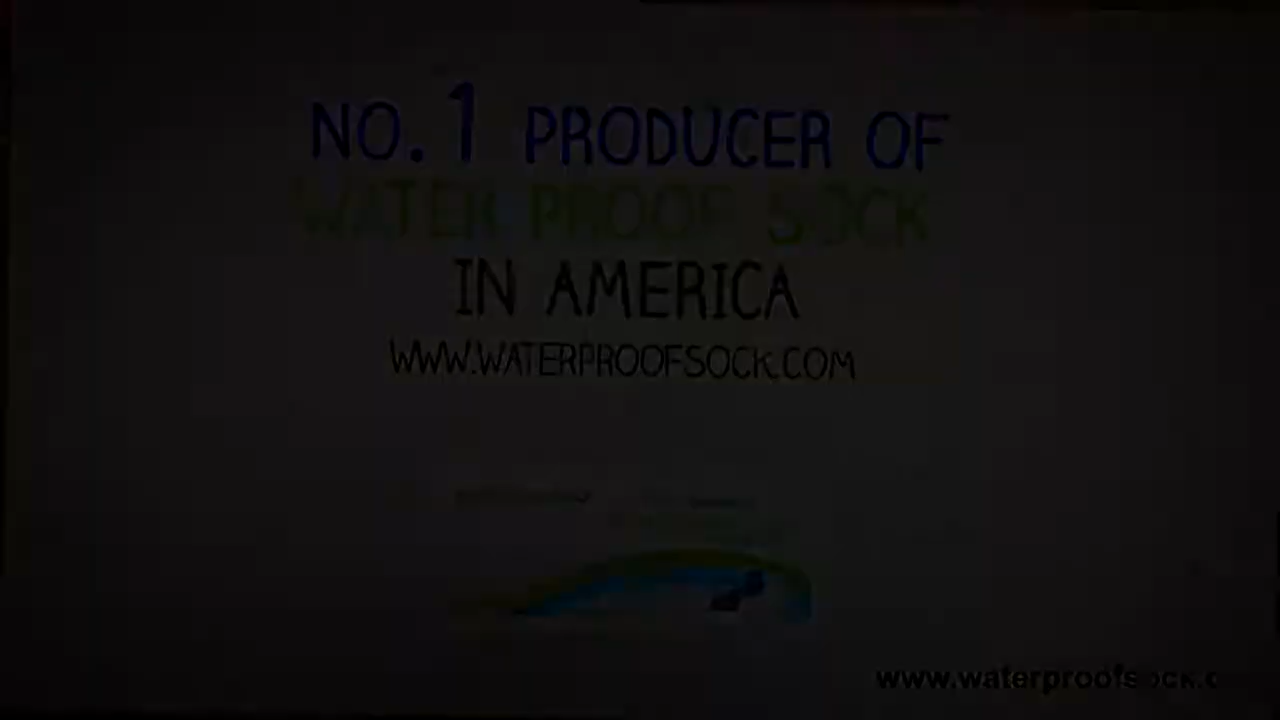 NO.1 PRODUCER OF
WATER PROOF SOCK
IN AMERICA
WWW.WATERPROOFSOCK.COM
www.waterproofsock.c